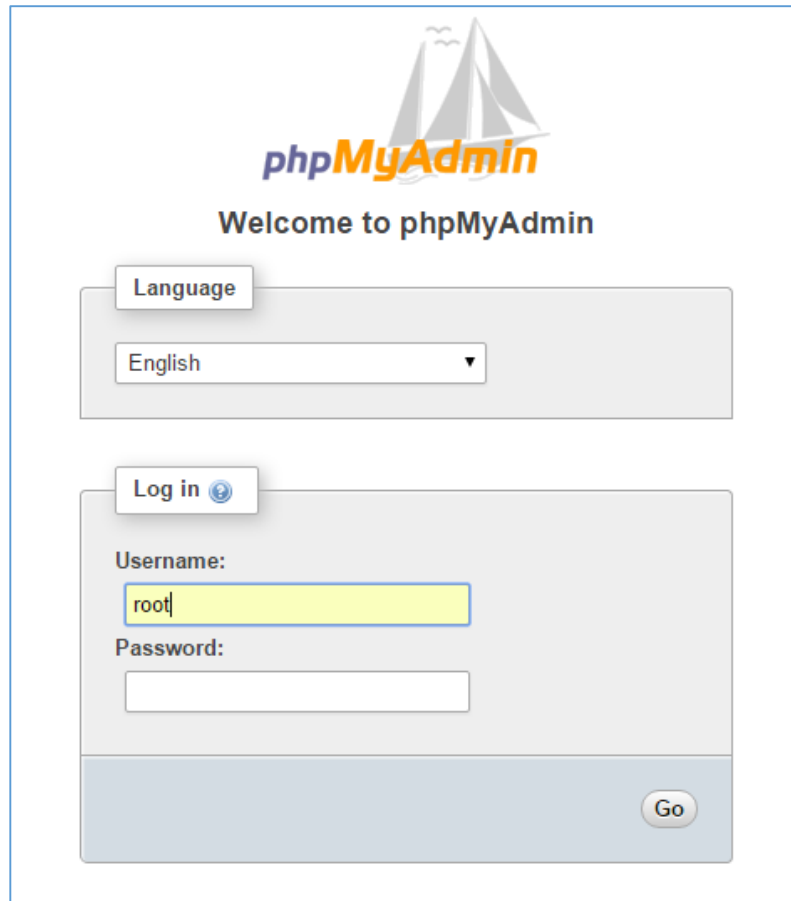 phpMyAdmin
Welcome to phpMyAdmin
Language
English
Log in
Username:
root
Password:
Go